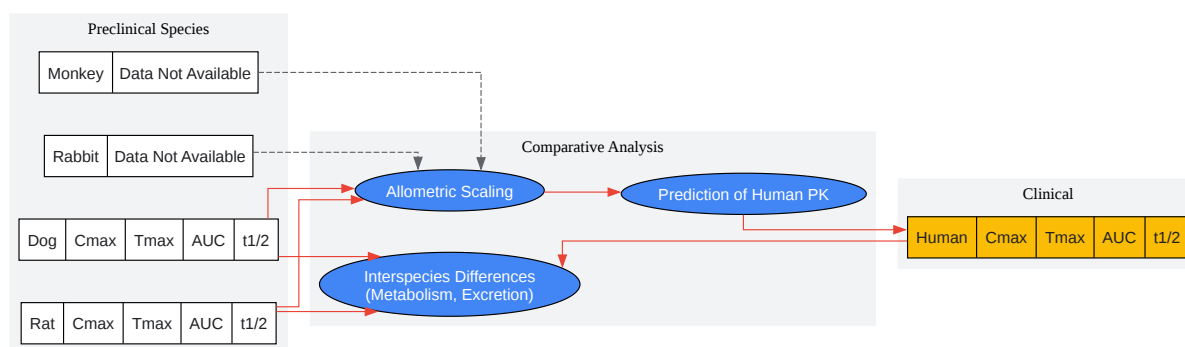 Preclinical Species
Monkey Data Not Available
Rabbit Data Not Available
Dog Cmax Tmax AUC t1/2
Rat Cmax Tmax AUC t1/2
Comparative Analysis
Allometric Scaling
Prediction of Human PK
Interspecies Differences
(Metabolism, Excretion)
Clinical
Human Cmax Tmax AUC t1/2